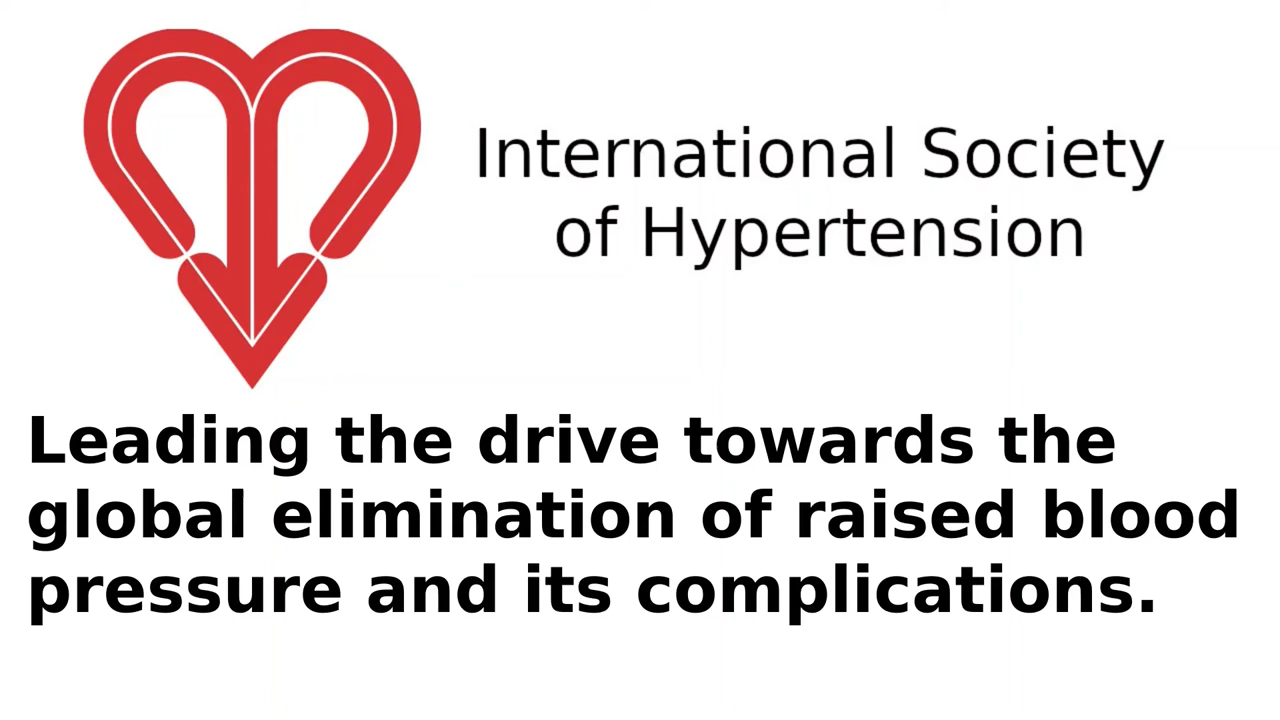 International Society
of Hypertension
Leading the drive towards the
global elimination of raised blood
pressure and its complications.